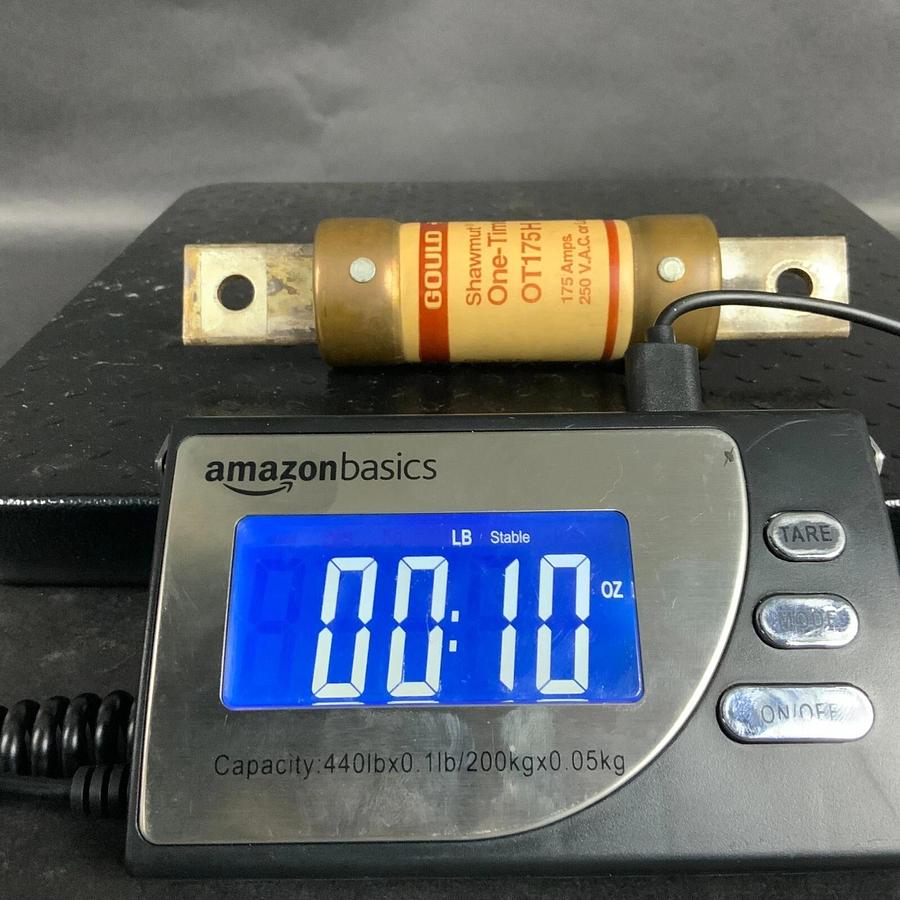 GOULD
Shawmut®
One-Tim
OT175H
175 Amps.
250 V.A.C. or
amazonbasics
LB Stable
00:10 OZ
Capacity:440lbx0.1lb/200kgx0.05kg
TARE
MODE
ON/OFF